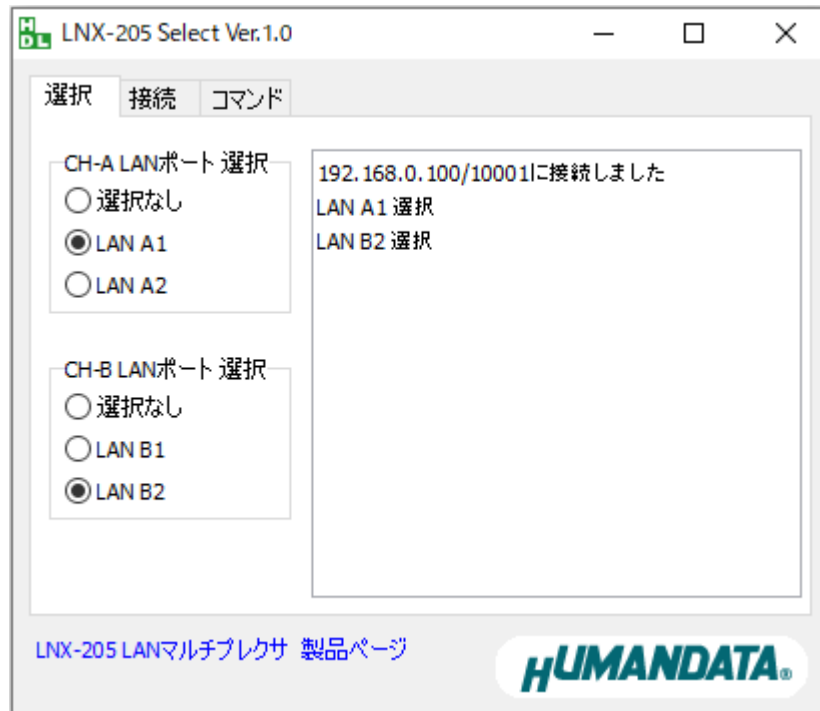 HDL LNX-205 Select Ver.1.0
選択 接続 コマンド
CH-A LANポート 選択
選択なし
LAN A1
LAN A2
CH-B LANポート 選択
選択なし
LAN B1
LAN B2
192.168.0.100/10001に接続しました
LAN A1 選択
LAN B2 選択
LNX-205 LANマルチプレクサ 製品ページ
HUMANDATA®